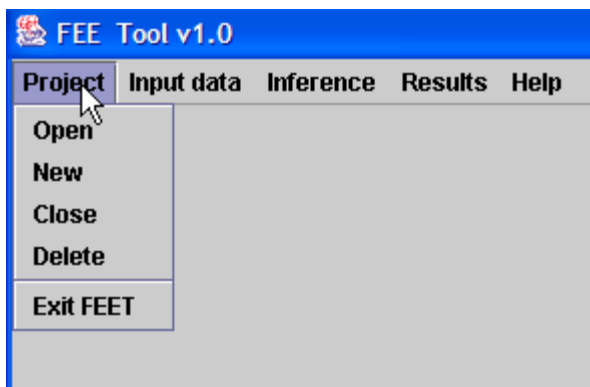 FEE Tool v1.0
Project Input data Inference Results Help
Open
New
Close
Delete
Exit FEET